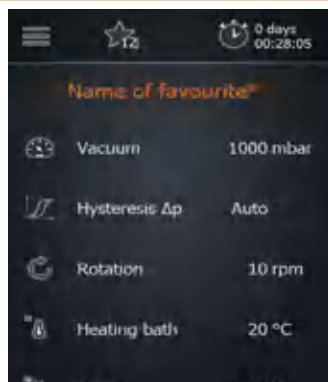 12
0 days
00:28:05
Name of favourite*
Vacuum 1000 mbar
Hysteresis Δp Auto
Rotation 10 rpm
Heating bath 20 °C